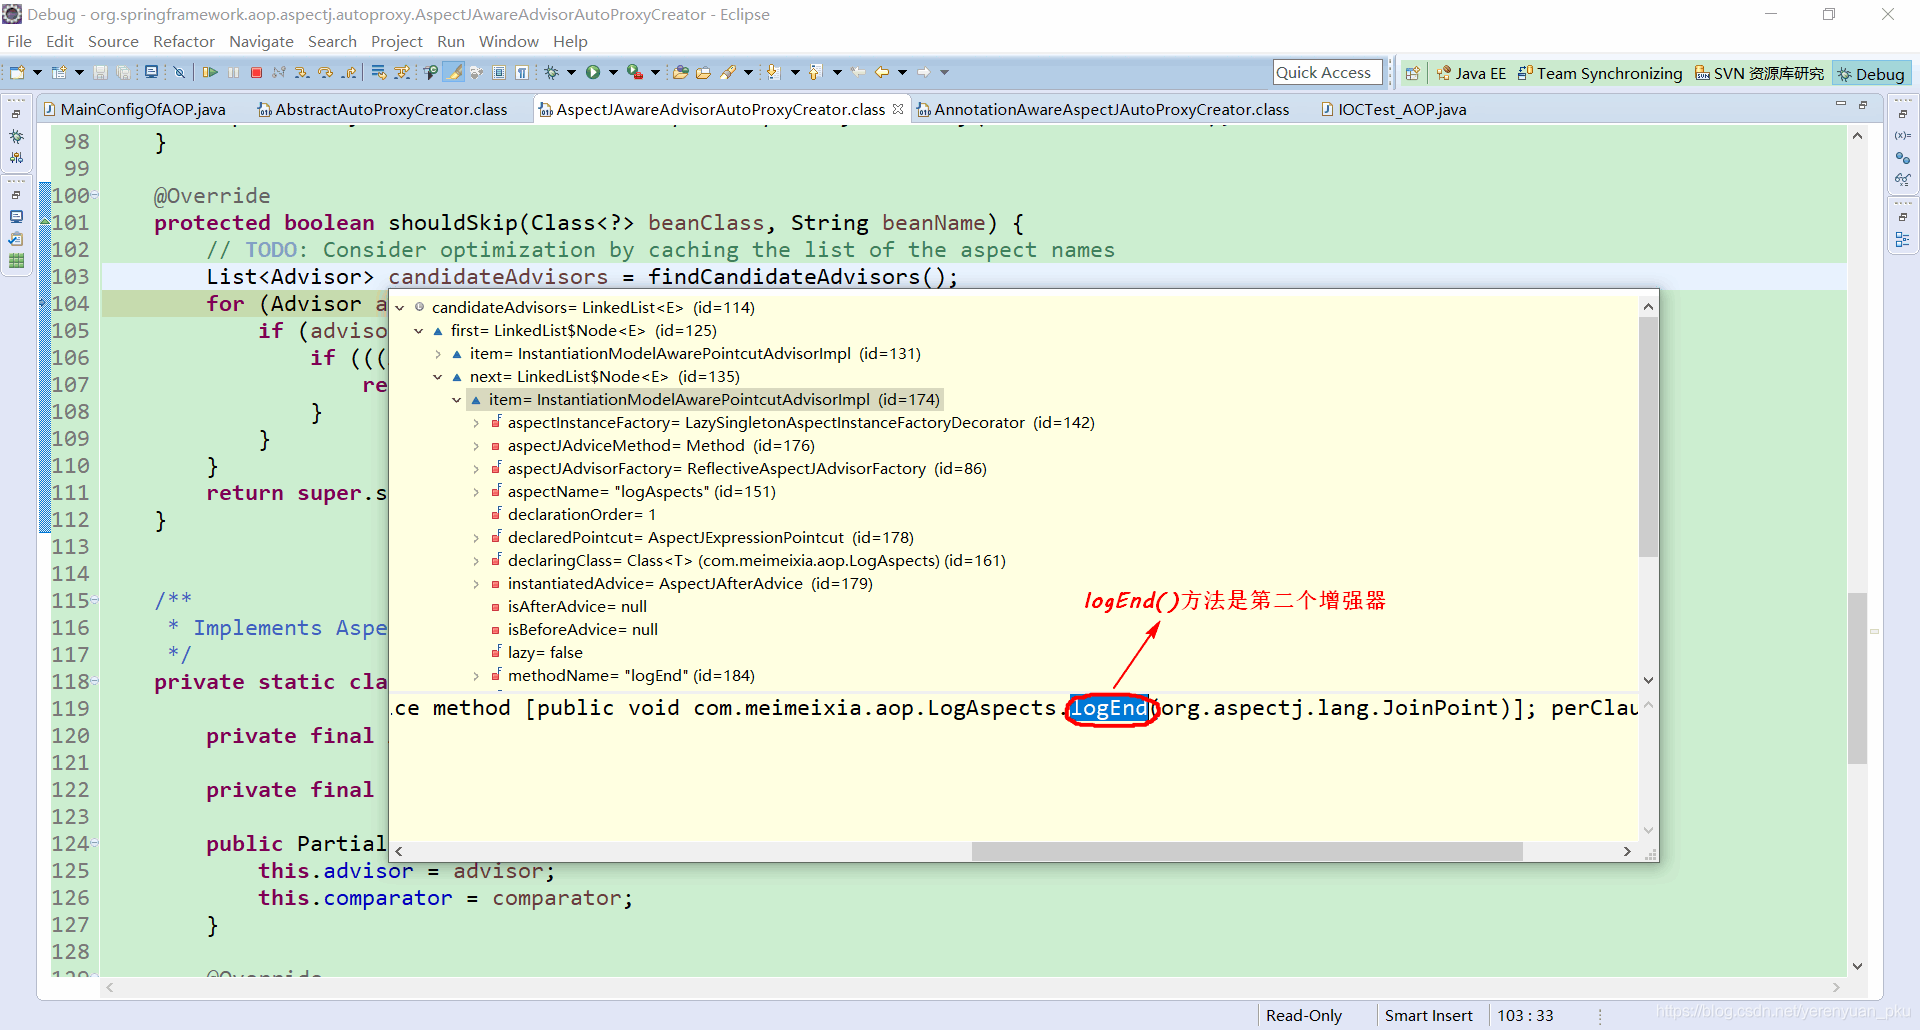 Debug - org.springframework.aop.aspectj.autoproxy.AspectJAwareAdvisorAutoProxyCreator - Eclipse
File Edit Source Refactor Navigate Search Project Run Window Help
Quick Access Java EE Team Synchronizing SVN 资源库研究 Debug
MainConfigOfAOP.java AbstractAutoProxyCreator.class AspectJAwareAdvisorAutoProxyCreator.class AnnotationAwareAspectJAutoProxyCreator.class IOCTest_AOP.java
98 }
99
100 @Override
101 protected boolean shouldSkip(Class<?> beanClass, String beanName) {
102 // TODO: Consider optimization by caching the list of the aspect names
103 List<Advisor> candidateAdvisors = findCandidateAdvisors();
104 for (Advisor a
105 if (adviso
106 if (((
107 re
108 }
109 }
110 }
111 return super.s
112 }
113
114
115 /**
116 * Implements Aspe
117 */
118 private static cla
119
120 private final
121
122 private final
123
124 public Partial
125 this.advisor = advisor;
126 this.comparator = comparator;
127 }
128
129 @Override
candidateAdvisors= LinkedList<E> (id=114)
first= LinkedList$Node<E> (id=125)
item= InstantiationModelAwarePointcutAdvisorImpl (id=131)
next= LinkedList$Node<E> (id=135)
item= InstantiationModelAwarePointcutAdvisorImpl (id=174)
aspectInstanceFactory= LazySingletonAspectInstanceFactoryDecorator (id=142)
aspectJAdviceMethod= Method (id=176)
aspectJAdvisorFactory= ReflectiveAspectJAdvisorFactory (id=86)
aspectName= "logAspects" (id=151)
declarationOrder= 1
declaredPointcut= AspectJExpressionPointcut (id=178)
declaringClass= Class<T> (com.meimeixia.aop.LogAspects) (id=161)
instantiatedAdvice= AspectJAfterAdvice (id=179)
isAfterAdvice= null
isBeforeAdvice= null
lazy= false
methodName= "logEnd" (id=184)
logEnd()方法是第二个增强器
ce method [public void com.meimeixia.aop.LogAspects.logEnd(org.aspectj.lang.JoinPoint)]; perClau
Read-Only Smart Insert 103 : 33
https://blog.csdn.net/yerenyuan_pku